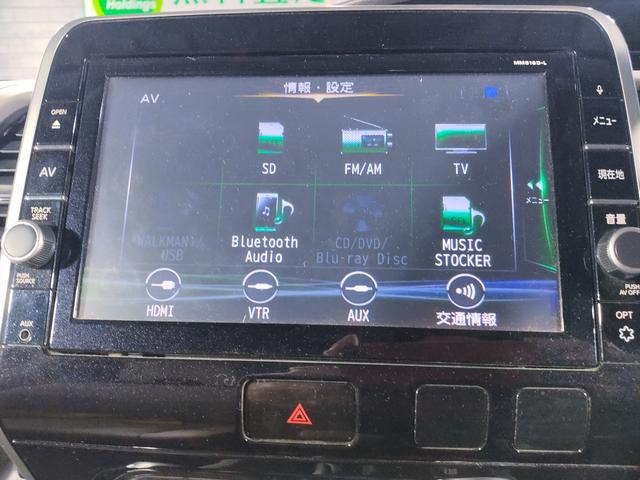 Holdings
MM516D-L
OPEN
AV
情報・設定
メニュー
AV
SD
FM/AM
TV
現在地
メニュー
TRACK
SEEK
音量
WALKMAN®/
USB
Bluetooth
Audio
CD/DVD/
Blu-ray Disc
MUSIC
STOCKER
PUSH
SOURCE
PUSH
AV OFF
HDMI
VTR
AUX
交通情報
OPT
AUX